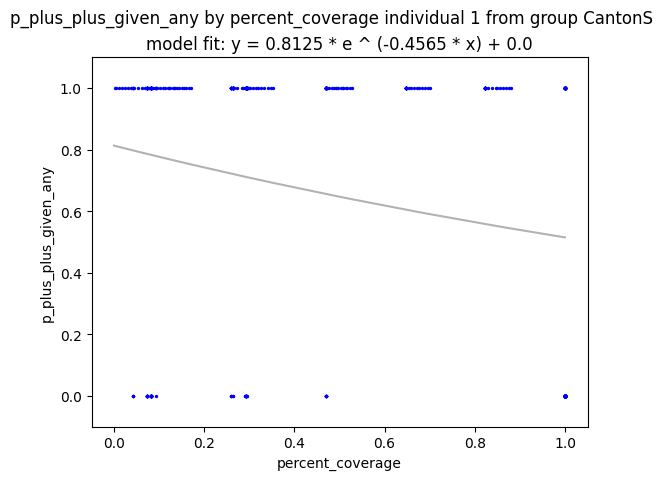 p_plus_plus_given_any by percent_coverage individual 1 from group CantonS
model fit: y = 0.8125 * e ^ (-0.4565 * x) + 0.0
1.0
0.8
0.6
0.4
0.2
0.0
p_plus_plus_given_any
0.0 0.2 0.4 0.6 0.8 1.0
percent_coverage